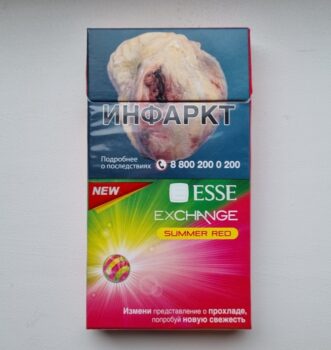 ИНФАРКТ
Подробнее
о последствиях 8 800 200 0 200
NEW
ESSE
EXCHANGE
SUMMER RED
Измени представление о прохладе,
попробуй новую свежесть